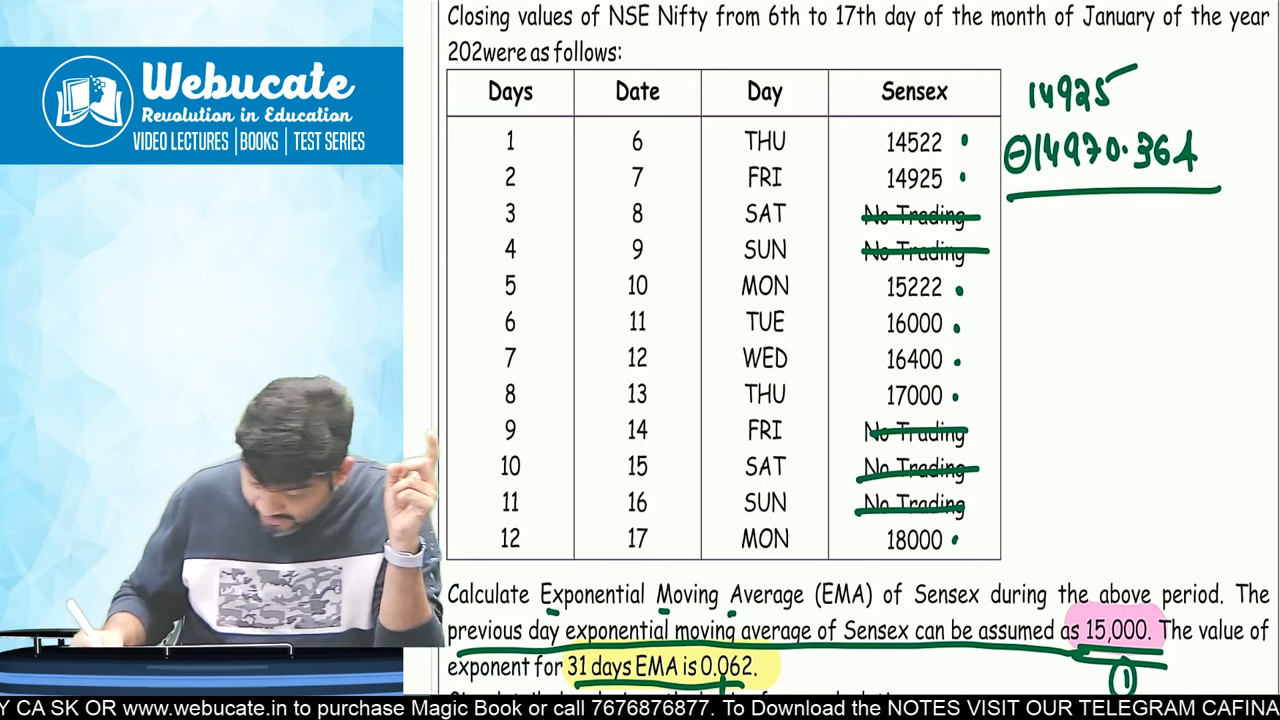 Webucate
Revolution in Education
VIDEO LECTURES | BOOKS | TEST SERIES
Closing values of NSE Nifty from 6th to 17th day of the month of January of the year
202were as follows:
Days Date Day Sensex
1 6 THU 14522
2 7 FRI 14925
3 8 SAT No Trading
4 9 SUN No Trading
5 10 MON 15222
6 11 TUE 16000
7 12 WED 16400
8 13 THU 17000
9 14 FRI No Trading
10 15 SAT No Trading
11 16 SUN No Trading
12 17 MON 18000
14925
⊖14970.364
Calculate Exponential Moving Average (EMA) of Sensex during the above period. The
previous day exponential moving average of Sensex can be assumed as 15,000. The value of
exponent for 31 days EMA is 0.062.
1
Y CA SK OR www.webucate.in to purchase Magic Book or call 7676876877. To Download the NOTES VISIT OUR TELEGRAM CAFINA